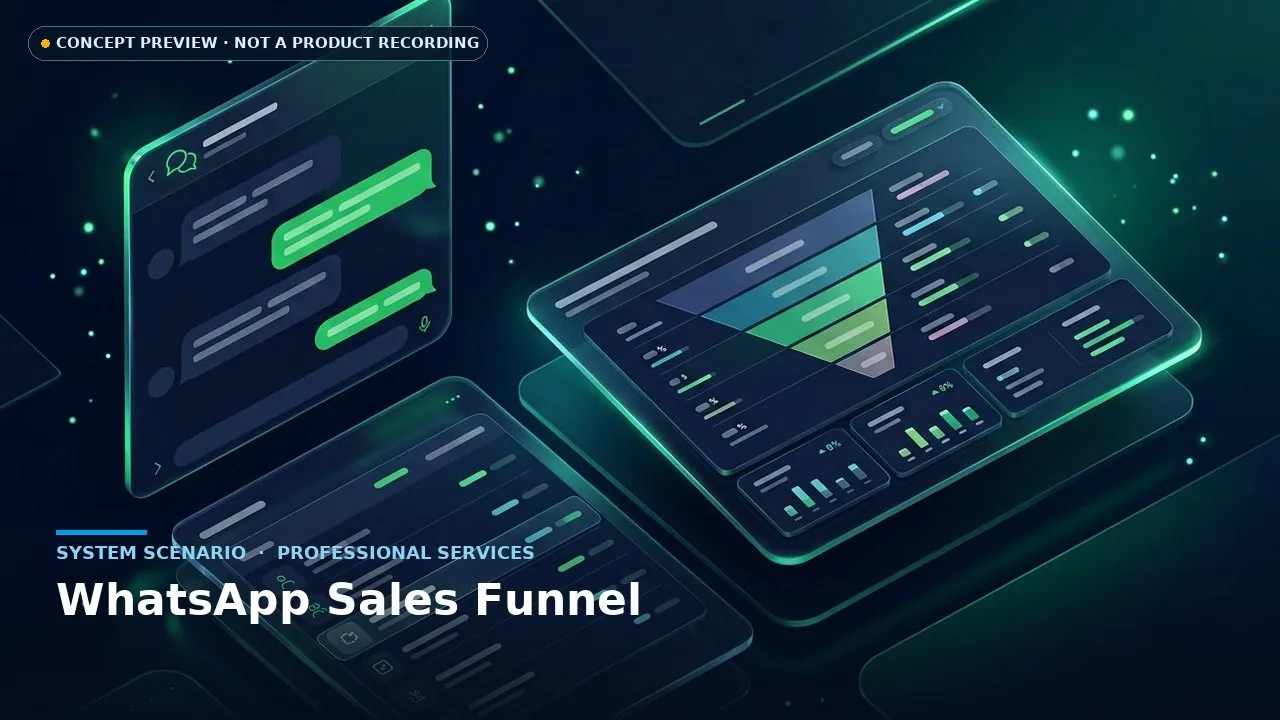 CONCEPT PREVIEW · NOT A PRODUCT RECORDING
SYSTEM SCENARIO · PROFESSIONAL SERVICES
WhatsApp Sales Funnel